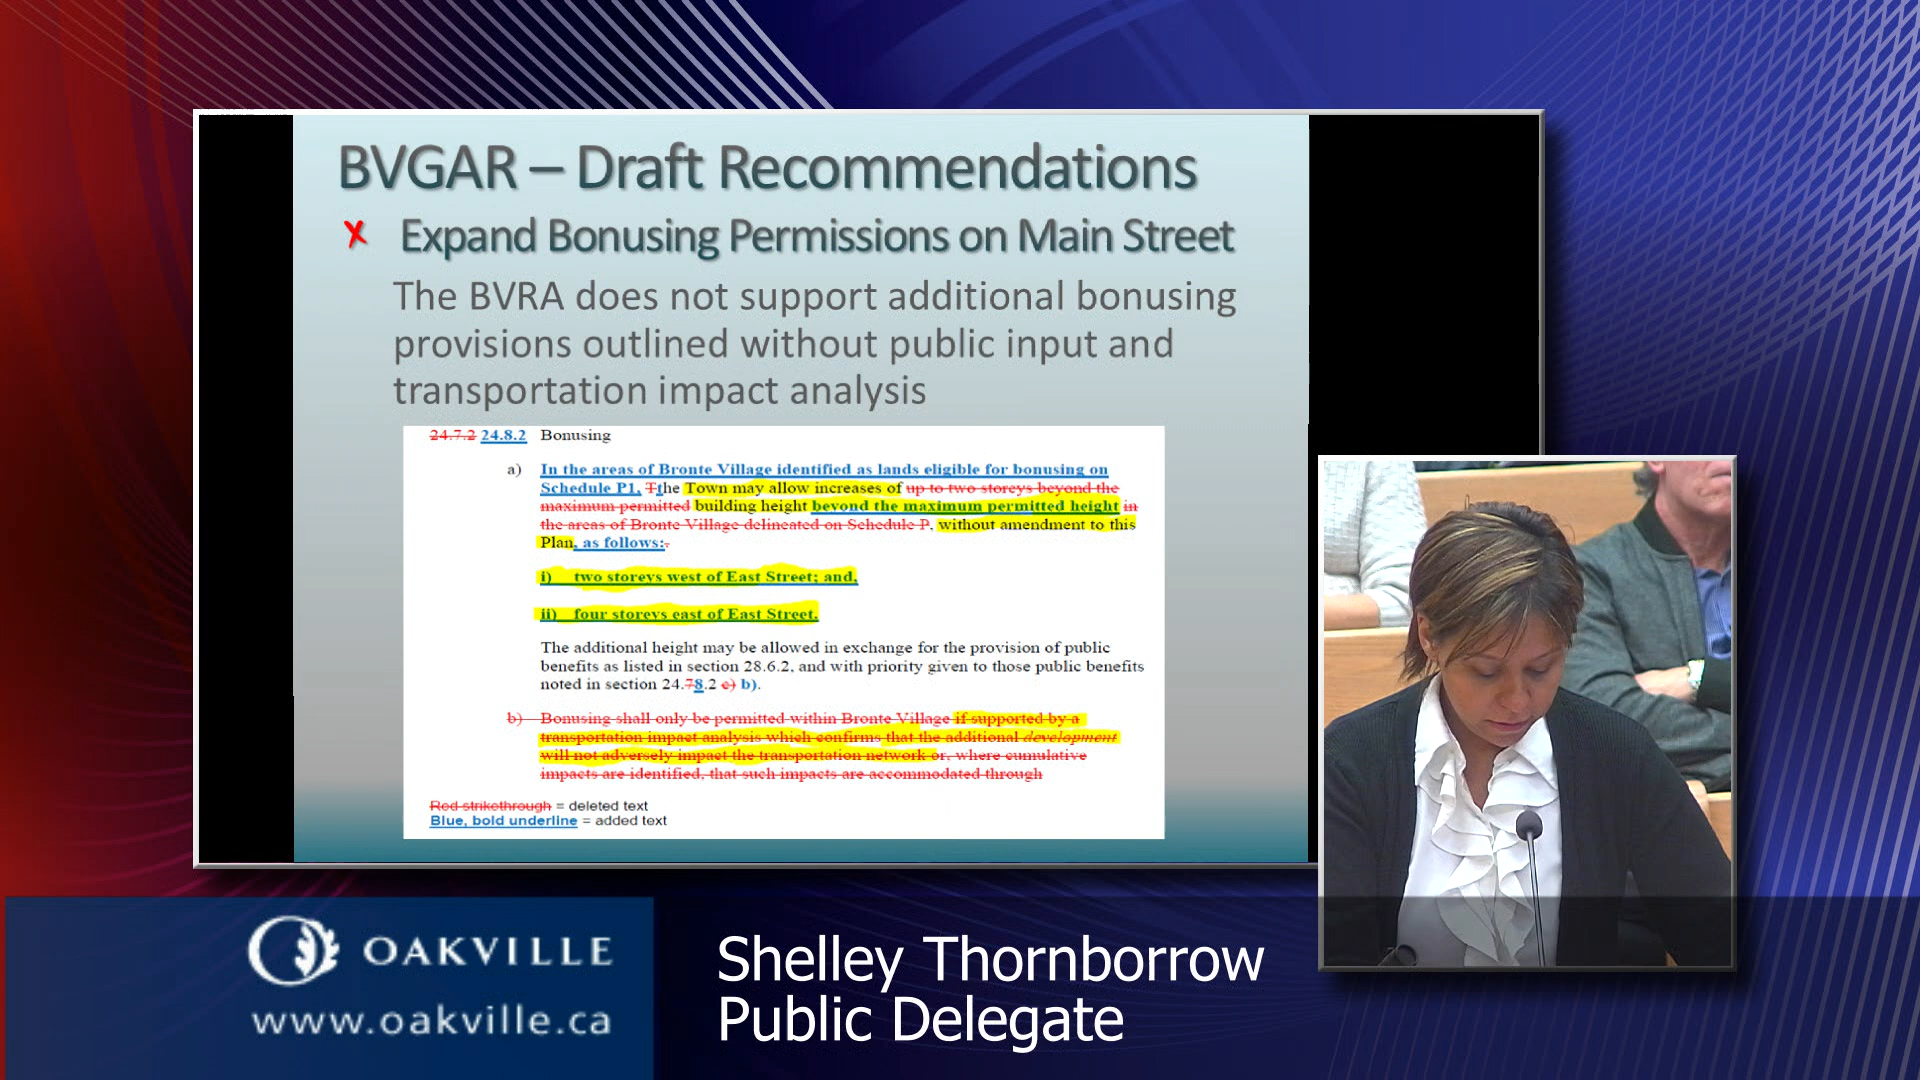 BVGAR – Draft Recommendations
x Expand Bonusing Permissions on Main Street
The BVRA does not support additional bonusing
provisions outlined without public input and
transportation impact analysis
24.7.2 24.8.2 Bonusing
a) In the areas of Bronte Village identified as lands eligible for bonusing on
Schedule P1, Tthe Town may allow increases of up to two storeys beyond the
maximum permitted building height beyond the maximum permitted height in
the areas of Bronte Village delineated on Schedule P, without amendment to this
Plan, as follows:.
i) two storeys west of East Street; and,
ii) four storeys east of East Street.
The additional height may be allowed in exchange for the provision of public
benefits as listed in section 28.6.2, and with priority given to those public benefits
noted in section 24.78.2 c) b).
b) Bonusing shall only be permitted within Bronte Village if supported by a
transportation impact analysis which confirms that the additional development
will not adversely impact the transportation network or, where cumulative
impacts are identified, that such impacts are accommodated through
Red strikethrough = deleted text
Blue, bold underline = added text
OAKVILLE
www.oakville.ca
Shelley Thornborrow
Public Delegate